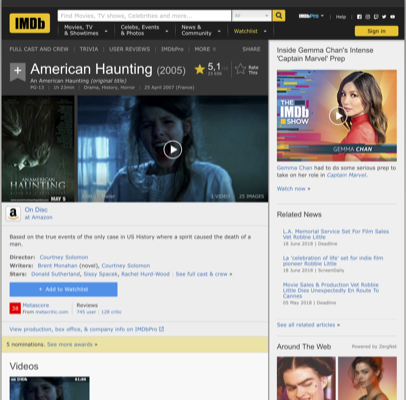 IMDb
Find Movies, TV shows, Celebrities and more...
All
IMDbPro
Help
Movies, TV & Showtimes
Celebs, Events & Photos
News & Community
Watchlist
Sign in
FULL CAST AND CREW | TRIVIA | USER REVIEWS | IMDbPro | MORE
SHARE
+ American Haunting (2005)
An American Haunting (original title)
PG-13 | 1h 23min | Drama, History, Horror | 25 April 2007 (France)
5,1
Rate This
AN AMERICAN
HAUNTING
MAY 5
1 VIDEO
25 IMAGES
a On Disc
at Amazon
Based on the true events of the only case in US History where a spirit caused the death of a
man.
Director: Courtney Solomon
Writers: Brent Monahan (novel), Courtney Solomon
Stars: Donald Sutherland, Sissy Spacek, Rachel Hurd-Wood | See full cast & crew »
+ Add to Watchlist
Metascore
From metacritic.com
Reviews
745 user | 128 critic
View production, box office, & company info on IMDbPro
5 nominations. See more awards »
Videos
Inside Gemma Chan's Intense
'Captain Marvel' Prep
THE
IMDb
SHOW
GEMMA CHAN
Gemma Chan had to do some serious prep to
take on her role in Captain Marvel.
Watch now »
Related News
L.A. Memorial Service Set For Film Sales
Vet Robbie Little
18 June 2018 | Deadline
La 'celebration of life' set for indie film
pioneer Robbie Little
18 June 2018 | ScreenDaily
Movie Sales & Production Vet Robbie
Little Dies Unexpectedly En Route To
Cannes
05 May 2018 | Deadline
See all related articles »
Around The Web
Powered by ZergNet